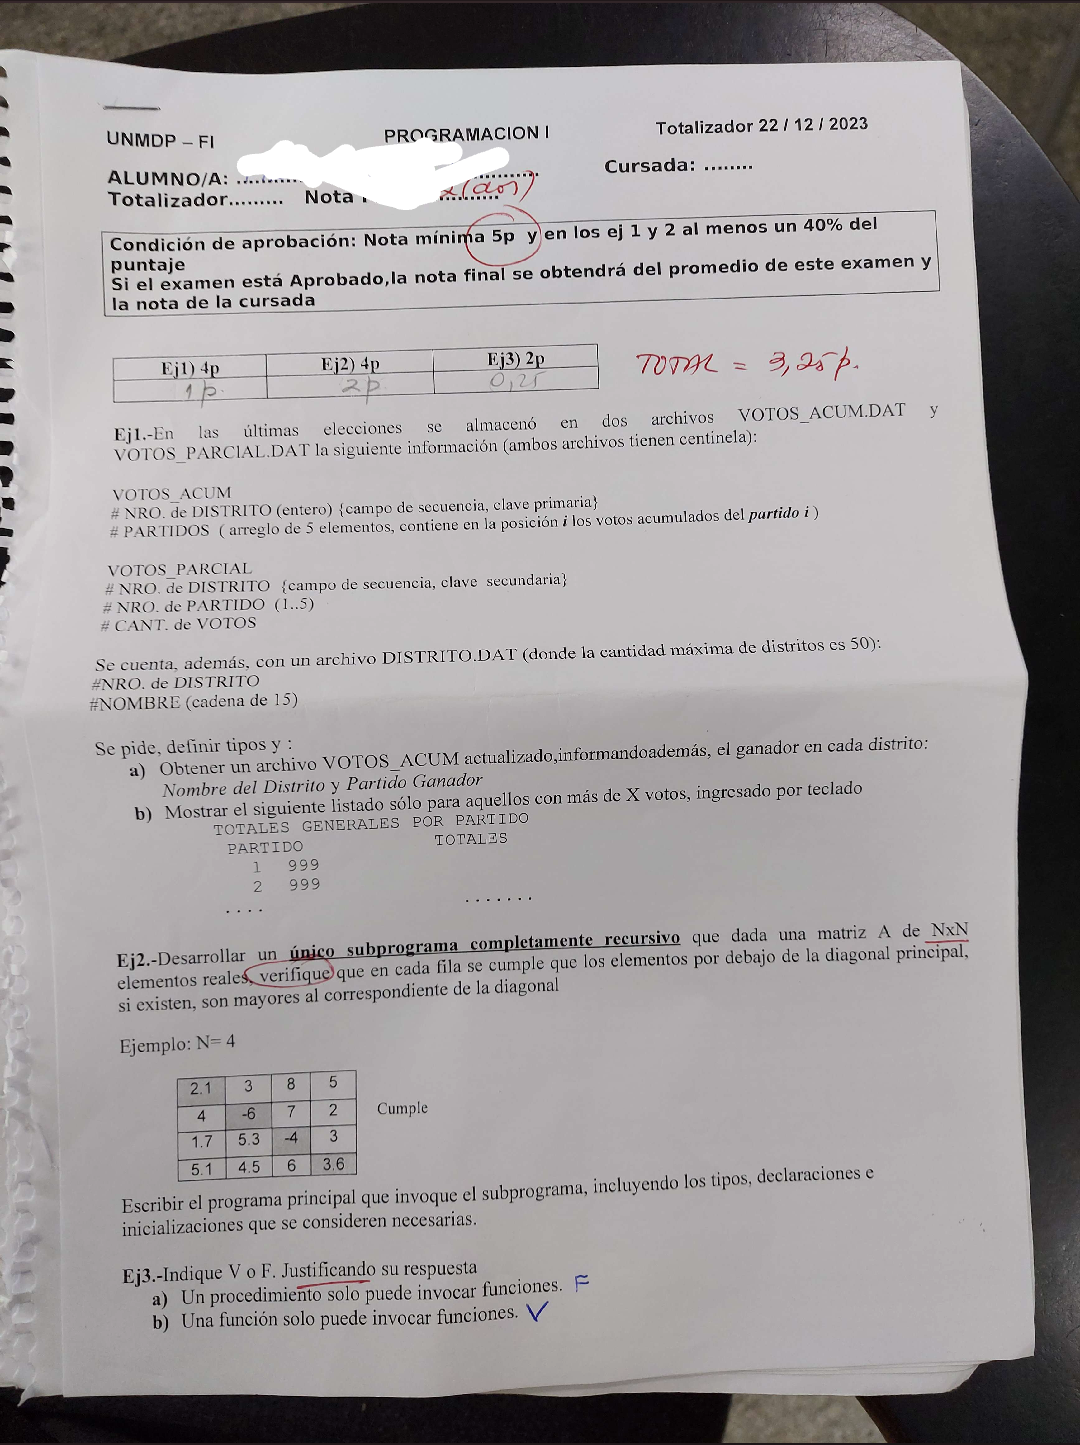 UNMDP – FI
PROGRAMACION I
Totalizador 22 / 12 / 2023
ALUMNO/A: ..........
Cursada: ........
Totalizador......... Nota
(dos)
Condición de aprobación: Nota mínima 5p y en los ej 1 y 2 al menos un 40% del
puntaje
Si el examen está Aprobado,la nota final se obtendrá del promedio de este examen y
la nota de la cursada
Ej1) 4p Ej2) 4p Ej3) 2p
1 p. 2 p. 0,25
TOTAL = 3,25 p.
Ej1.-En las últimas elecciones se almacenó en dos archivos VOTOS_ACUM.DAT y
VOTOS_PARCIAL.DAT la siguiente información (ambos archivos tienen centinela):
VOTOS_ACUM
# NRO. de DISTRITO (entero) {campo de secuencia, clave primaria}
# PARTIDOS ( arreglo de 5 elementos, contiene en la posición i los votos acumulados del partido i )
VOTOS_PARCIAL
# NRO. de DISTRITO {campo de secuencia, clave secundaria}
# NRO. de PARTIDO (1..5)
# CANT. de VOTOS
Se cuenta, además, con un archivo DISTRITO.DAT (donde la cantidad máxima de distritos es 50):
#NRO. de DISTRITO
#NOMBRE (cadena de 15)
Se pide, definir tipos y :
a) Obtener un archivo VOTOS_ACUM actualizado,informandoademás, el ganador en cada distrito:
Nombre del Distrito y Partido Ganador
b) Mostrar el siguiente listado sólo para aquellos con más de X votos, ingresado por teclado
TOTALES GENERALES POR PARTIDO
PARTIDO TOTALES
1 999
2 999
.... .......
Ej2.-Desarrollar un único subprograma completamente recursivo que dada una matriz A de NxN
elementos reales, verifique que en cada fila se cumple que los elementos por debajo de la diagonal principal,
si existen, son mayores al correspondiente de la diagonal
Ejemplo: N= 4
2.1 3 8 5
4 -6 7 2
Cumple
1.7 5.3 -4 3
5.1 4.5 6 3.6
Escribir el programa principal que invoque el subprograma, incluyendo los tipos, declaraciones e
inicializaciones que se consideren necesarias.
Ej3.-Indique V o F. Justificando su respuesta
a) Un procedimiento solo puede invocar funciones. F
b) Una función solo puede invocar funciones. V